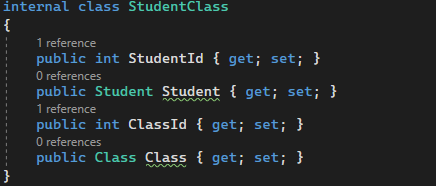 internal class StudentClass
{
1 reference
public int StudentId { get; set; }
0 references
public Student Student { get; set; }
1 reference
public int ClassId { get; set; }
0 references
public Class Class { get; set; }
}